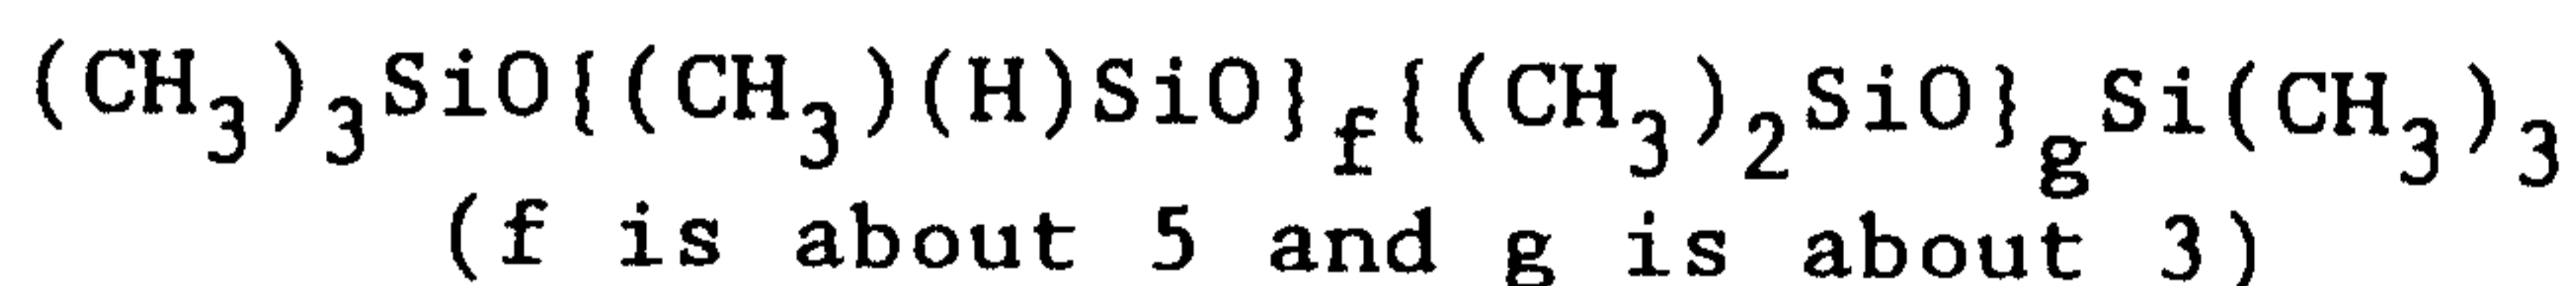 (CH₃)₃SiO{(CH₃)(H)SiO}f{(CH₃)₂SiO}gSi(CH₃)₃
(f is about 5 and g is about 3)